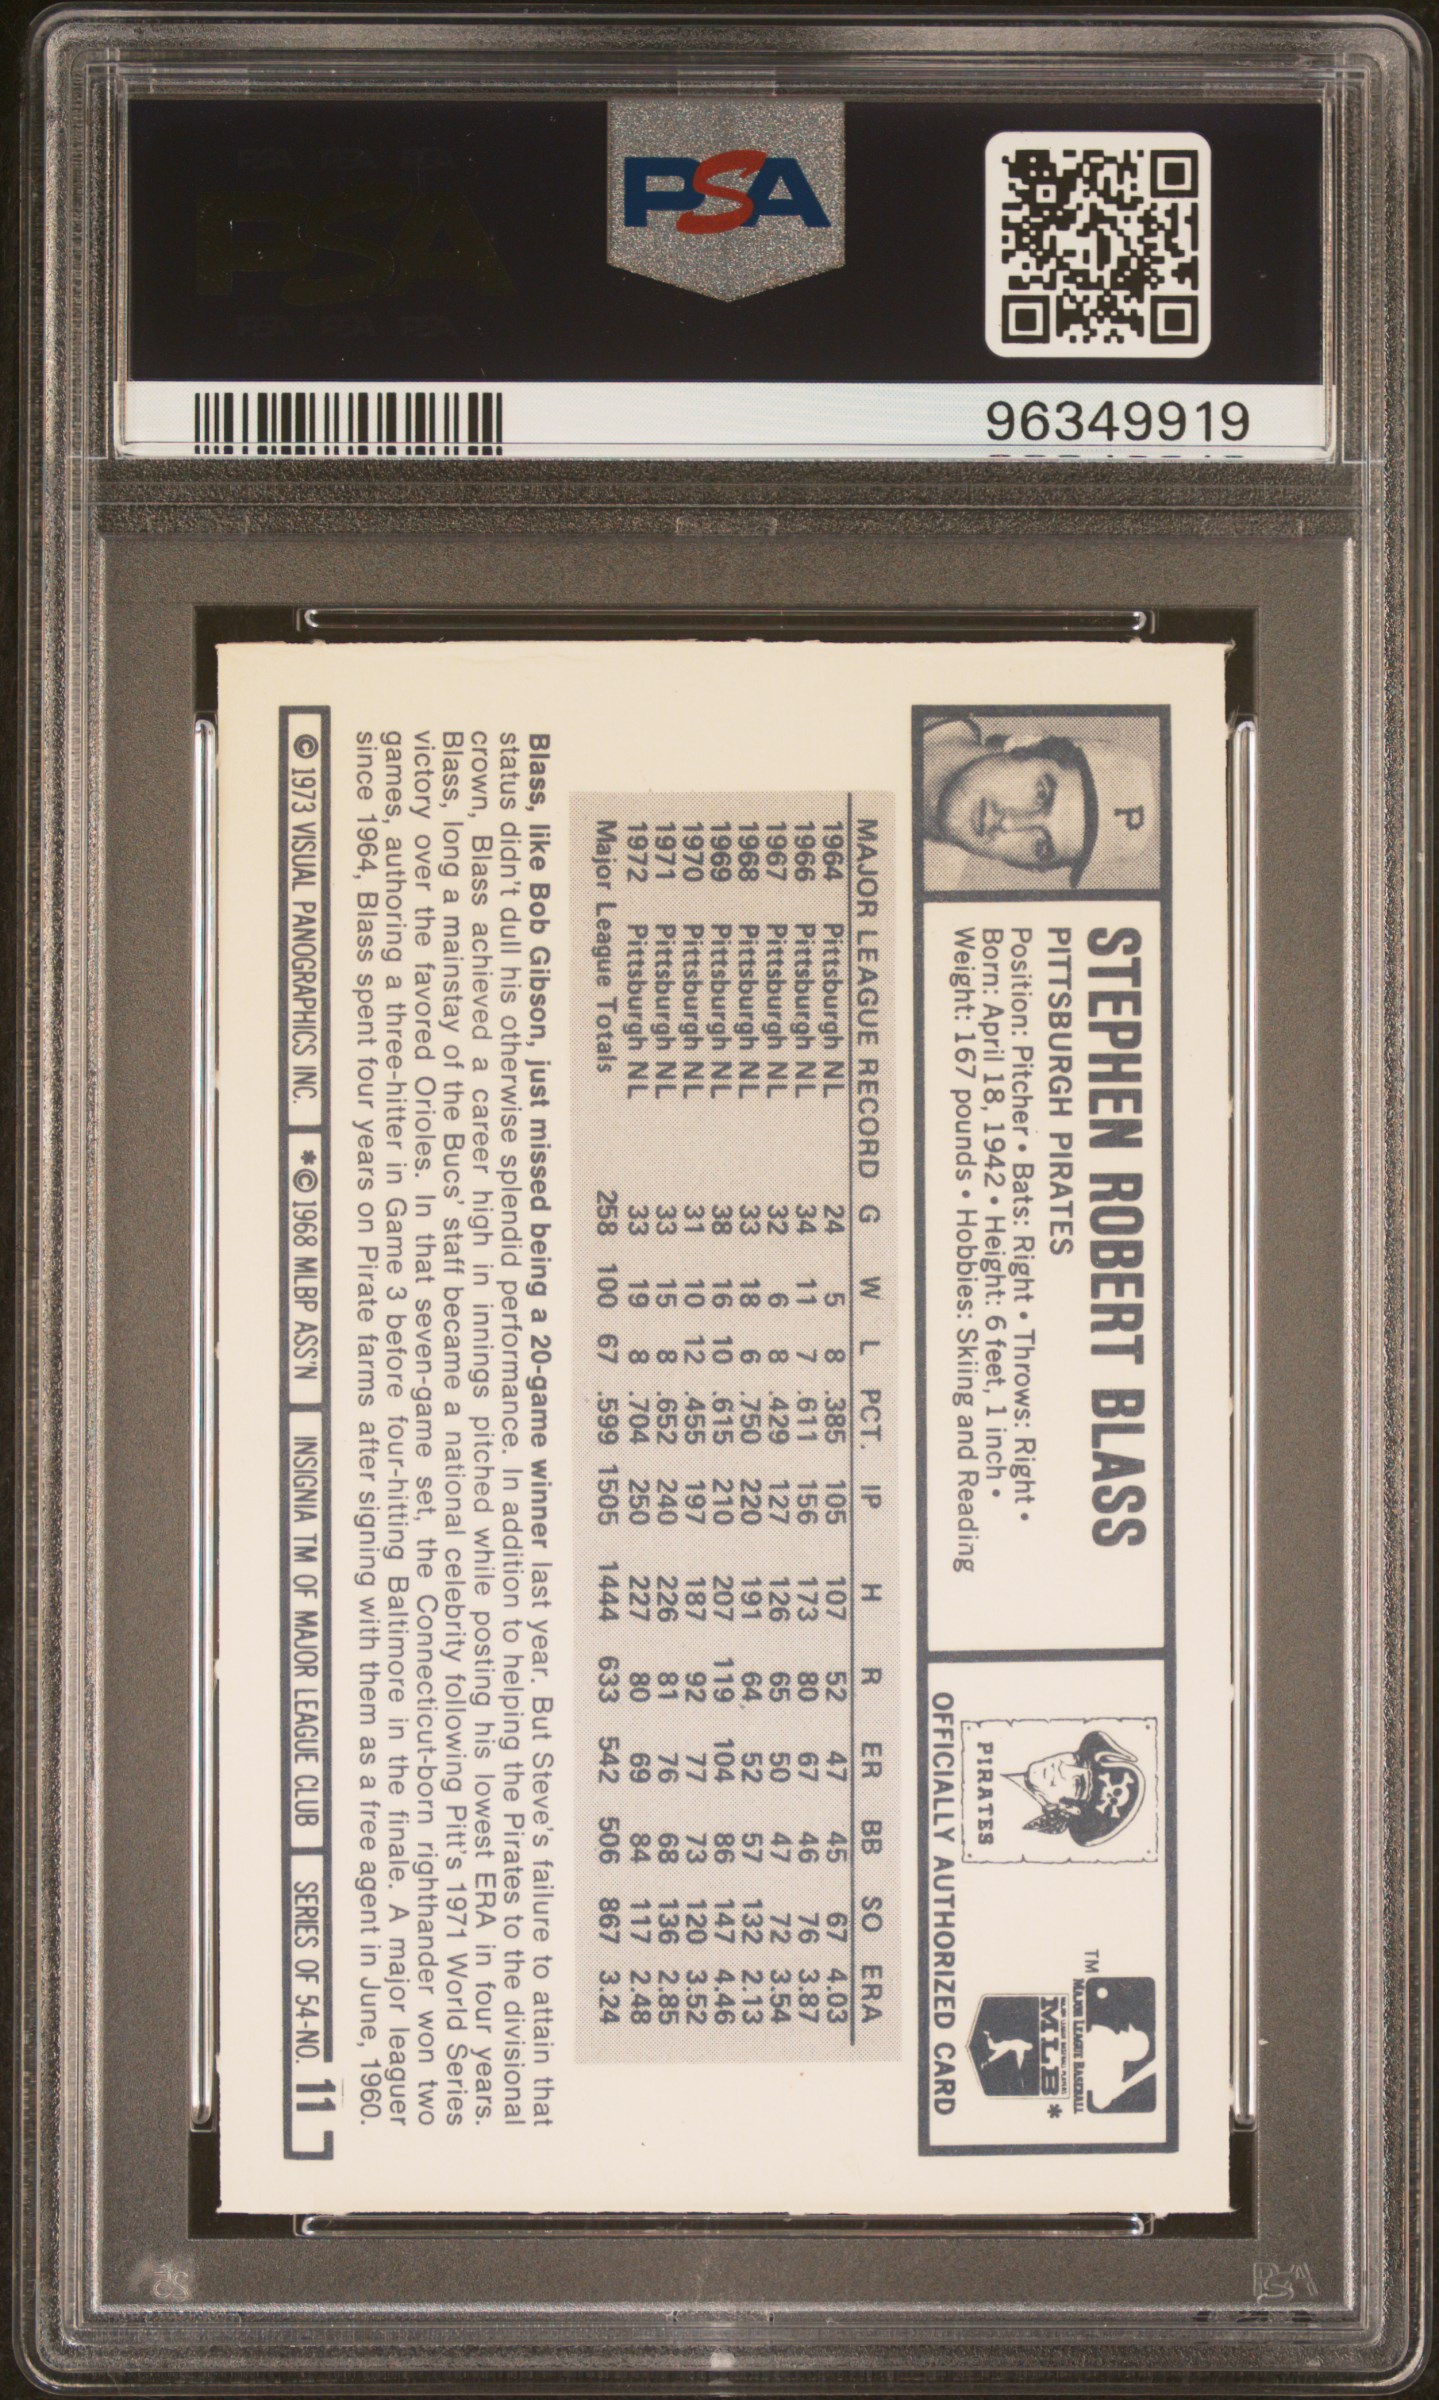 PSA
96349919
P
STEPHEN ROBERT BLASS
PITTSBURGH PIRATES
Position: Pitcher • Bats: Right • Throws: Right •
Born: April 18, 1942 • Height: 6 feet, 1 inch •
Weight: 167 pounds • Hobbies: Skiing and Reading
PIRATES
TM
MAJOR LEAGUE BASEBALL
MLB *
OFFICIALLY AUTHORIZED CARD
MAJOR LEAGUE RECORD G W L PCT. IP H R ER BB SO ERA
1964 Pittsburgh NL 24 5 8 .385 105 107 52 47 45 67 4.03
1966 Pittsburgh NL 34 11 7 .611 156 173 80 67 46 76 3.87
1967 Pittsburgh NL 32 6 8 .429 127 126 65 50 47 72 3.54
1968 Pittsburgh NL 33 18 6 .750 220 191 64 52 57 132 2.13
1969 Pittsburgh NL 38 16 10 .615 210 207 119 104 86 147 4.46
1970 Pittsburgh NL 31 10 12 .455 197 187 92 77 73 120 3.52
1971 Pittsburgh NL 33 15 8 .652 240 226 81 76 68 136 2.85
1972 Pittsburgh NL 33 19 8 .704 250 227 80 69 84 117 2.48
Major League Totals 258 100 67 .599 1505 1444 633 542 506 867 3.24
Blass, like Bob Gibson, just missed being a 20-game winner last year. But Steve's failure to attain that
status didn't dull his otherwise splendid performance. In addition to helping the Pirates to the divisional
crown, Blass achieved a career high in innings pitched while posting his lowest ERA in four years.
Blass, long a mainstay of the Bucs' staff became a national celebrity following Pitt's 1971 World Series
victory over the favored Orioles. In that seven-game set, the Connecticut-born righthander won two
games, authoring a three-hitter in Game 3 before four-hitting Baltimore in the finale. A major leaguer
since 1964, Blass spent four years on Pirate farms after signing with them as a free agent in June, 1960.
© 1973 VISUAL PANOGRAPHICS INC. *© 1968 MLBP ASS'N INSIGNIA TM OF MAJOR LEAGUE CLUB SERIES OF 54-NO. 11
PSA